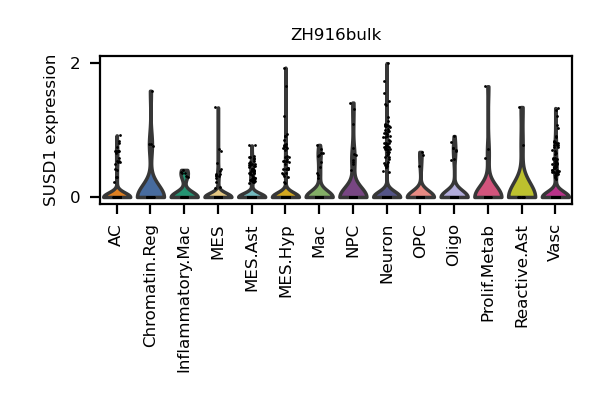 ZH916bulk
SUSD1 expression
2
0
AC
Chromatin.Reg
Inflammatory.Mac
MES
MES.Ast
MES.Hyp
Mac
NPC
Neuron
OPC
Oligo
Prolif.Metab
Reactive.Ast
Vasc